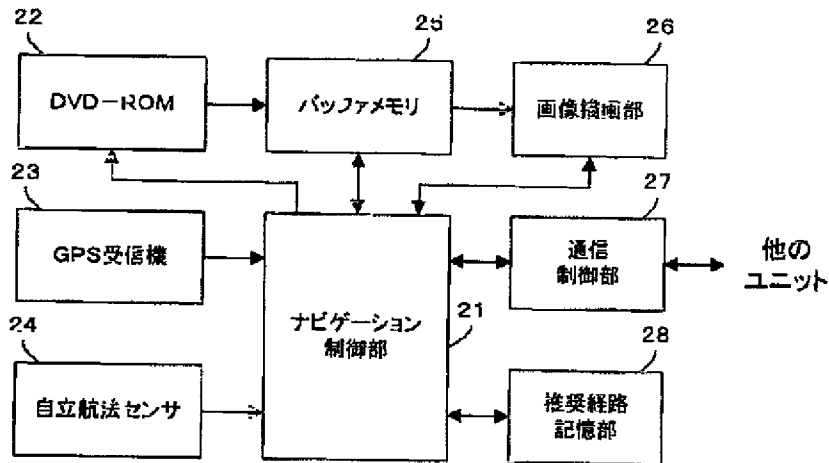 22
25
26
DVD－ROM
バッファメモリ
画像描画部
23
27
GPS受信機
通信
制御部
他の
ユニット
ナビゲーション
制御部
21
24
28
自立航法センサ
推奨経路
記憶部